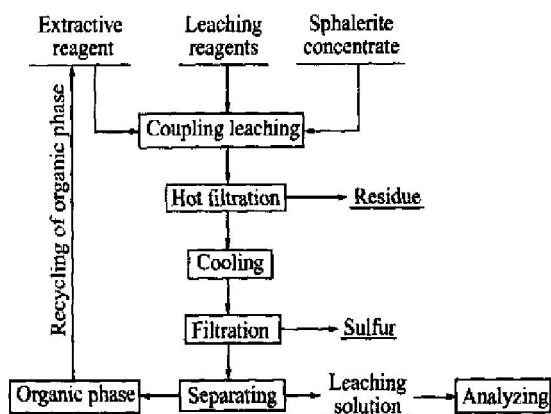 Extractive
reagent
Leaching
reagents
Sphalerite
concentrate
Coupling leaching
Hot filtration
Residue
Cooling
Filtration
Sulfur
Recycling of organic phase
Organic phase
Separating
Leaching
solution
Analyzing